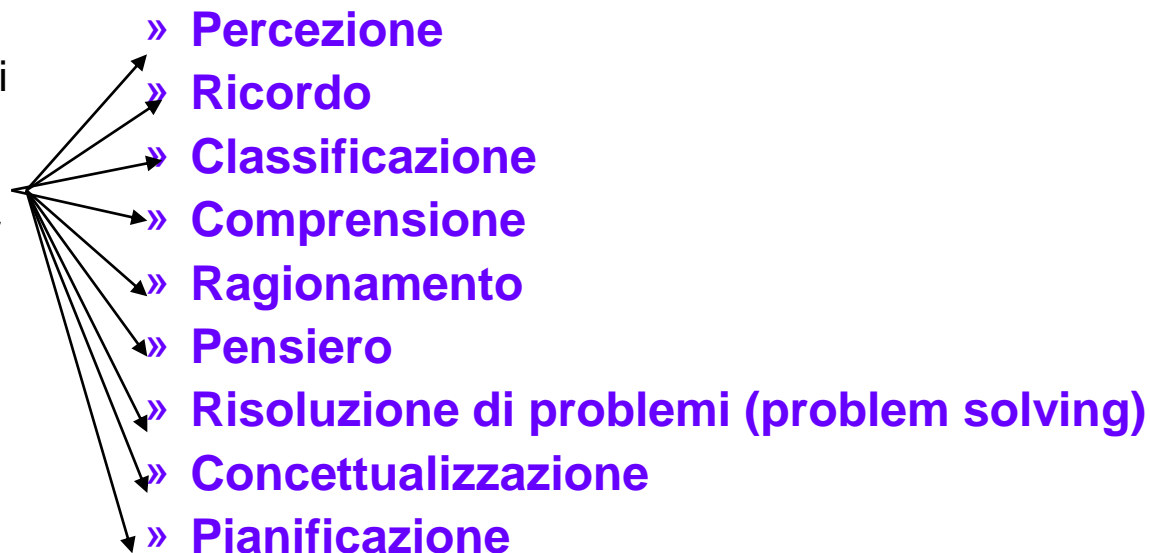 » Percezione
i
» Ricordo
» Classificazione
» Comprensione
» Ragionamento
» Pensiero
» Risoluzione di problemi (problem solving)
» Concettualizzazione
» Pianificazione